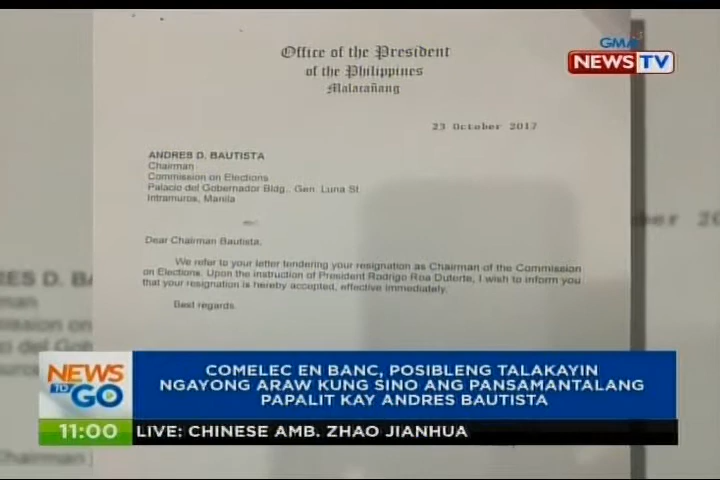 Office of the President
of the Philippines
Malacañang
GMA
NEWS TV
23 October 2017
ANDRES D. BAUTISTA
Chairman
Commission on Elections
Palacio del Gobernador Bldg., Gen. Luna St.
Intramuros, Manila
Dear Chairman Bautista,
We refer to your letter tendering your resignation as Chairman of the Commission
on Elections. Upon the instruction of President Rodrigo Roa Duterte, I wish to inform you
that your resignation is hereby accepted, effective immediately.
Best regards.
NEWS
TO
GO
COMELEC EN BANC, POSIBLENG TALAKAYIN
NGAYONG ARAW KUNG SINO ANG PANSAMANTALANG
PAPALIT KAY ANDRES BAUTISTA
11:00
LIVE: CHINESE AMB. ZHAO JIANHUA